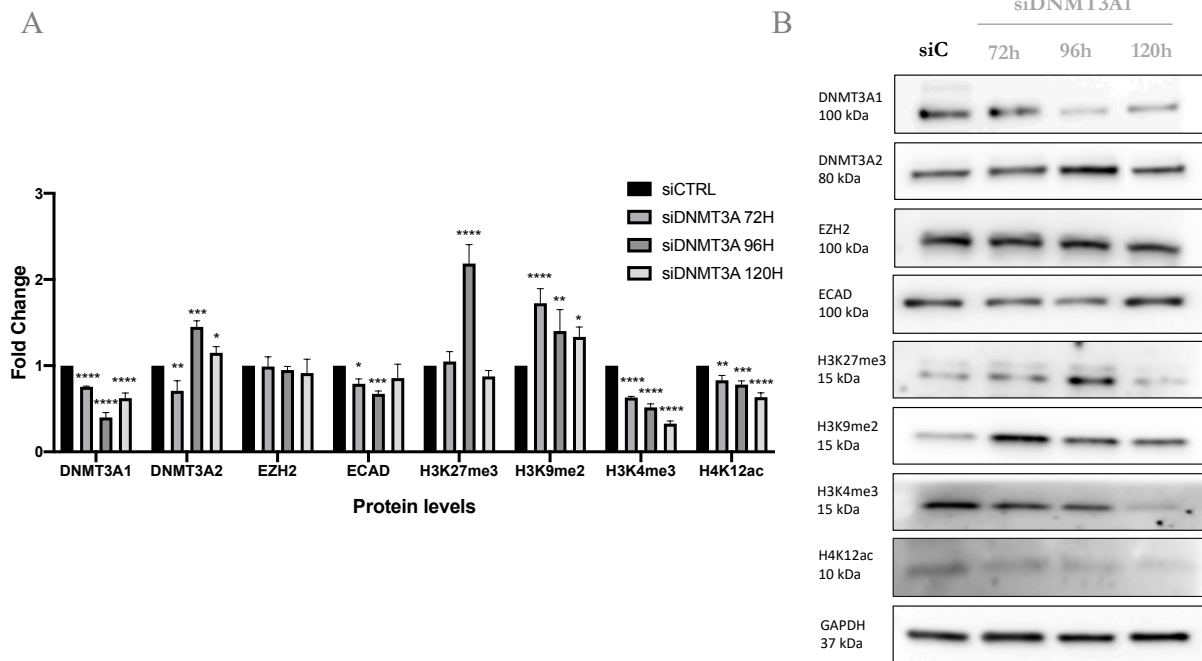 A
3
2
1
0
Fold Change
siCTRL
siDNMT3A 72H
siDNMT3A 96H
siDNMT3A 120H
**** **** ****
** *** *
* ***
****
**** ** *
**** **** ****
** *** ****
DNMT3A1 DNMT3A2 EZH2 ECAD H3K27me3 H3K9me2 H3K4me3 H4K12ac
Protein levels
B
siDNMT3A1
siC 72h 96h 120h
DNMT3A1
100 kDa
DNMT3A2
80 kDa
EZH2
100 kDa
ECAD
100 kDa
H3K27me3
15 kDa
H3K9me2
15 kDa
H3K4me3
15 kDa
H4K12ac
10 kDa
GAPDH
37 kDa